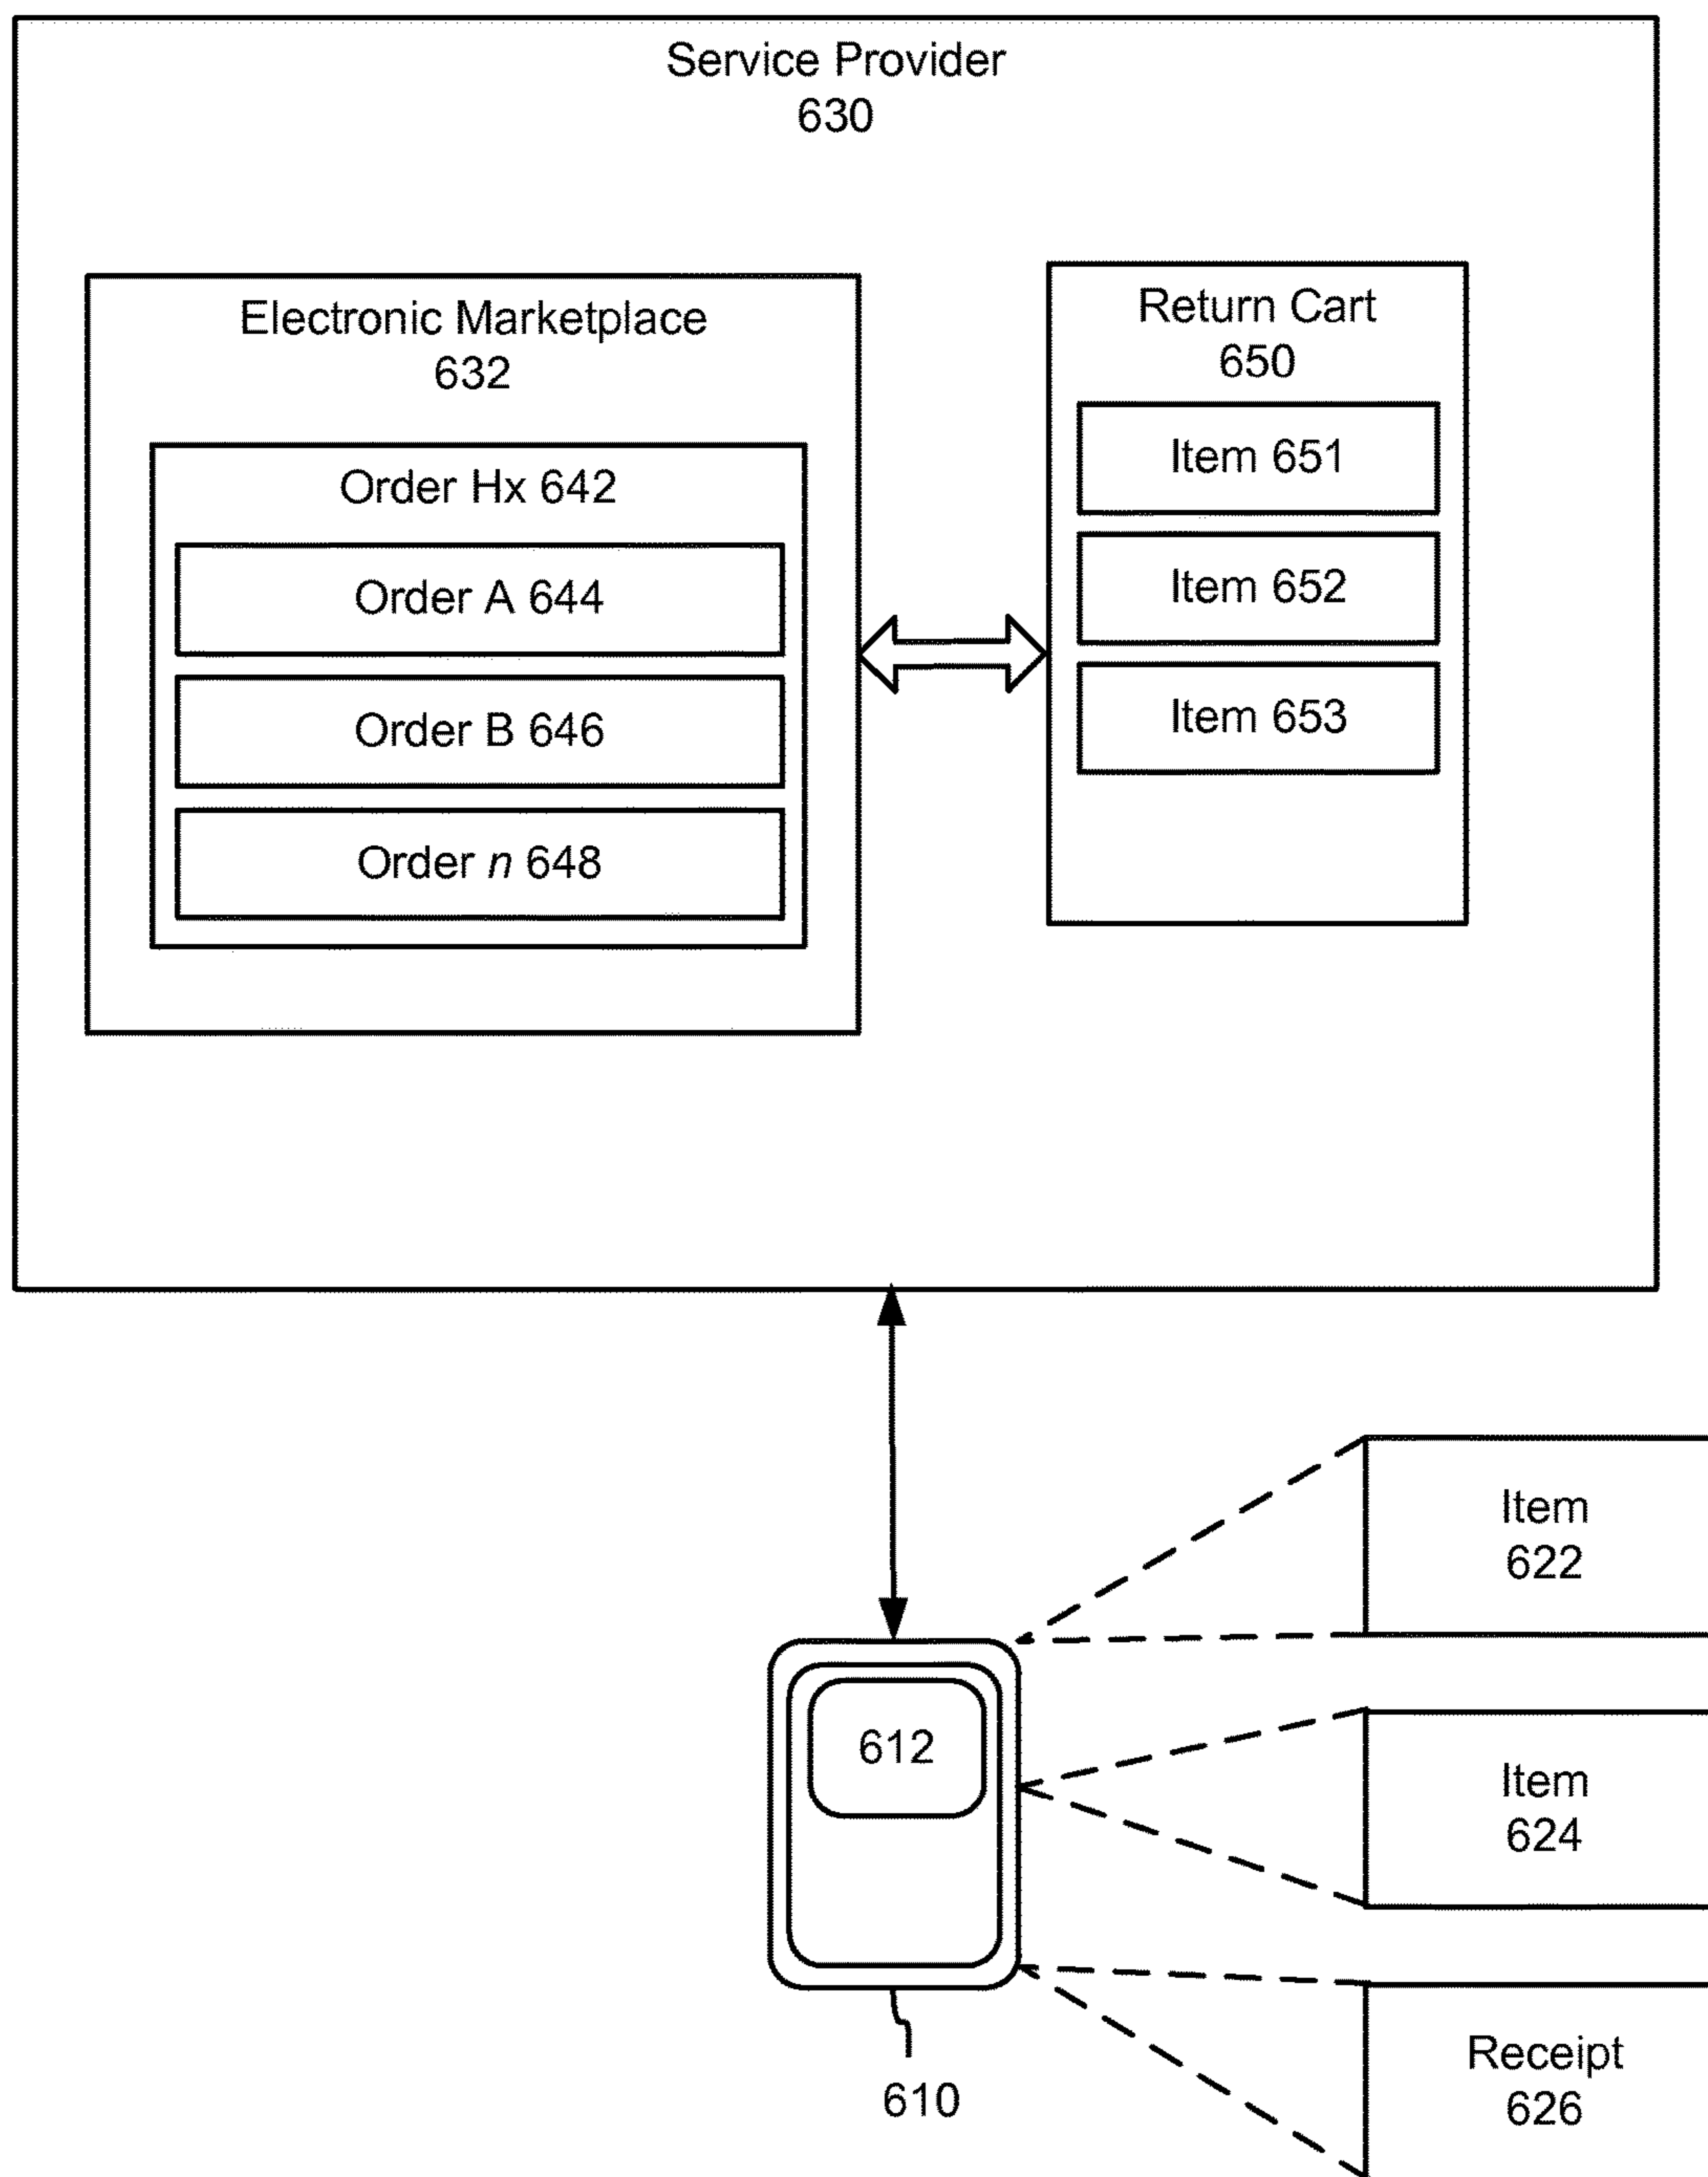 Service Provider
630
Electronic Marketplace
632
Order Hx 642
Order A 644
Order B 646
Order n 648
Return Cart
650
Item 651
Item 652
Item 653
Item
622
612
Item
624
610
Receipt
626